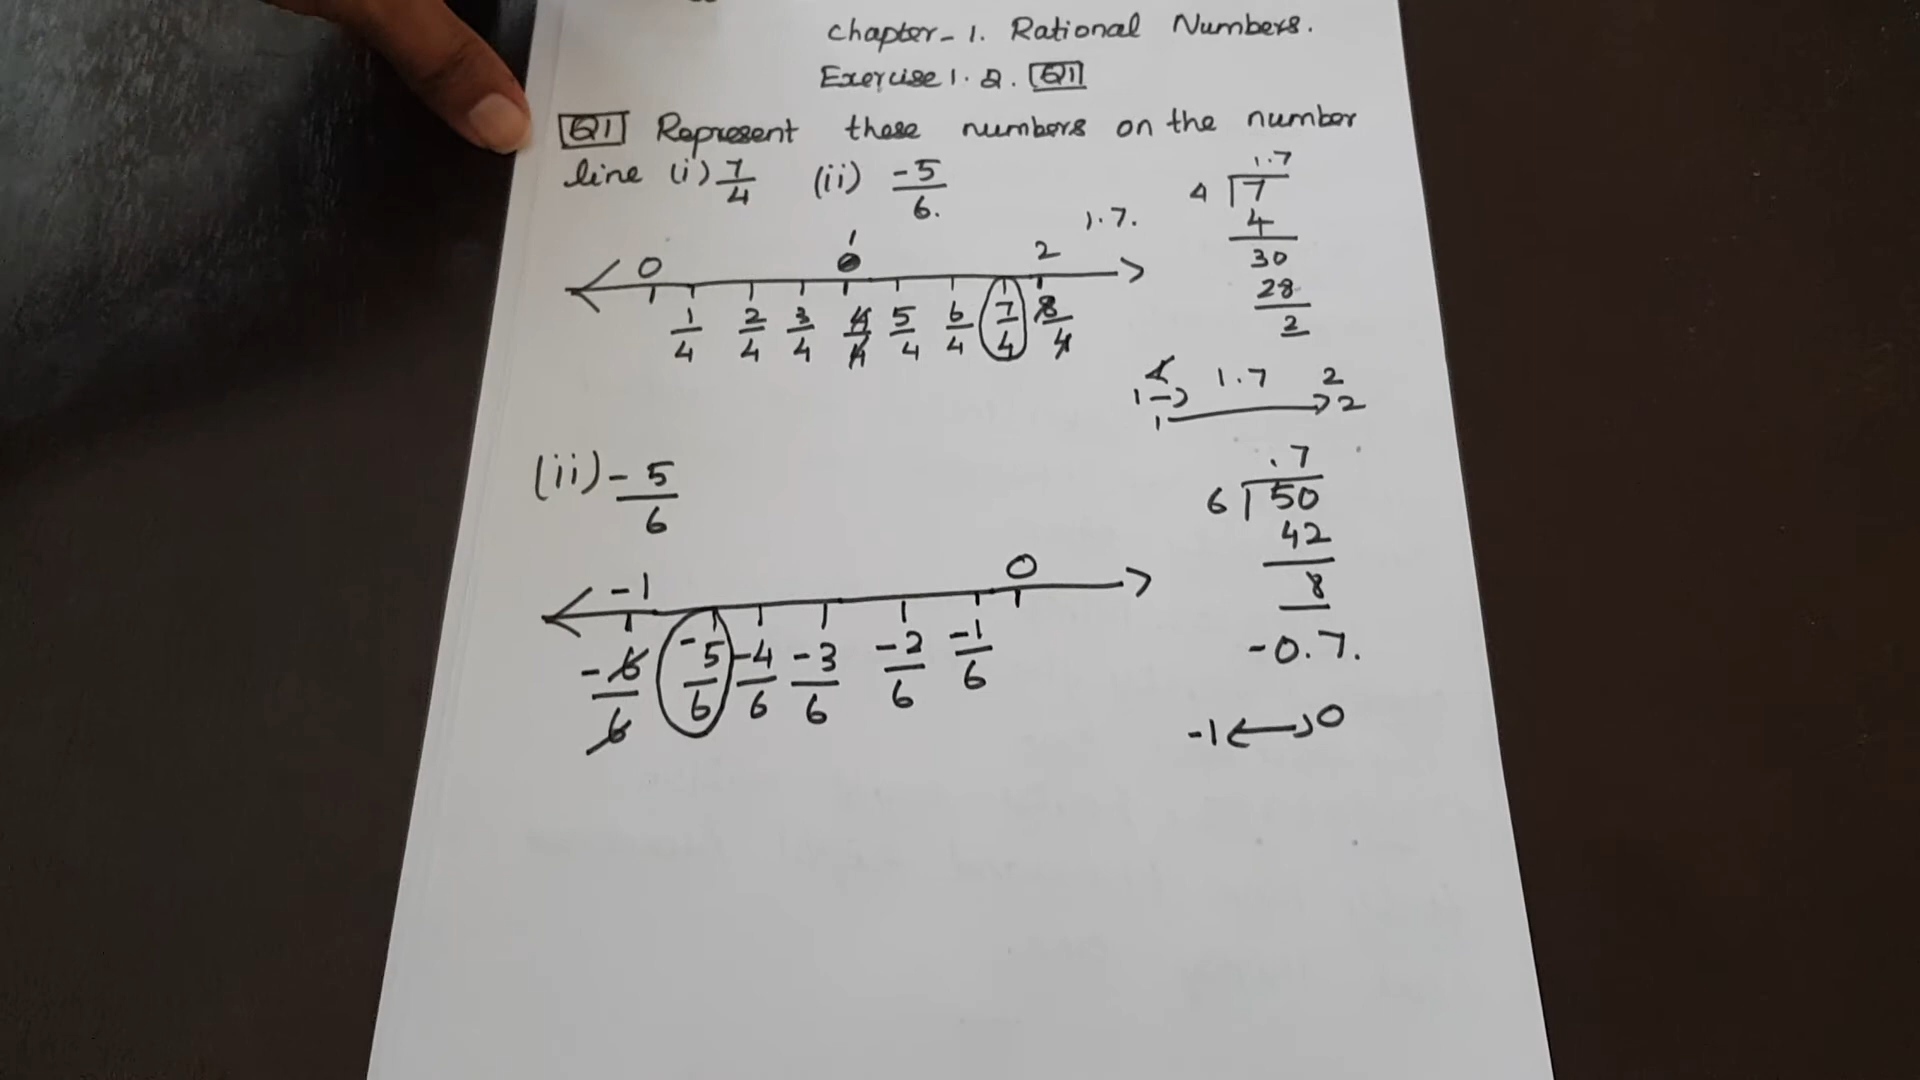 Chapter-1. Rational Numbers.
Exercise 1.2. Q1
Q1 Represent these numbers on the number
line (i) 7/4 (ii) -5/6.
1.7.
1.7
4 7
4
30
28
2
0 1 2
1/4 2/4 3/4 4/4 5/4 6/4 7/4 8/4
1.7 2
1 → 2
1
(ii) -5/6
.7
6 50
42
8
-0.7.
-1 0
-6/6 -5/6 -4/6 -3/6 -2/6 -1/6
-1 ↔ 0